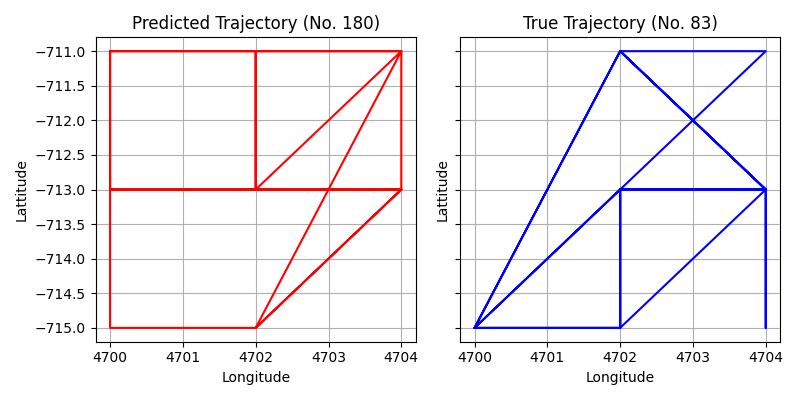 Predicted Trajectory (No. 180)
True Trajectory (No. 83)
−711.0
−711.5
−712.0
−712.5
−713.0
−713.5
−714.0
−714.5
−715.0
Lattitude
Lattitude
4700 4701 4702 4703 4704
4700 4701 4702 4703 4704
Longitude
Longitude